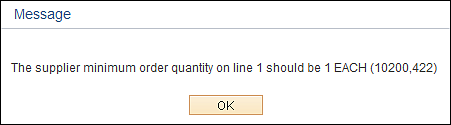 Message
The supplier minimum order quantity on line 1 should be 1 EACH (10200,422)
OK